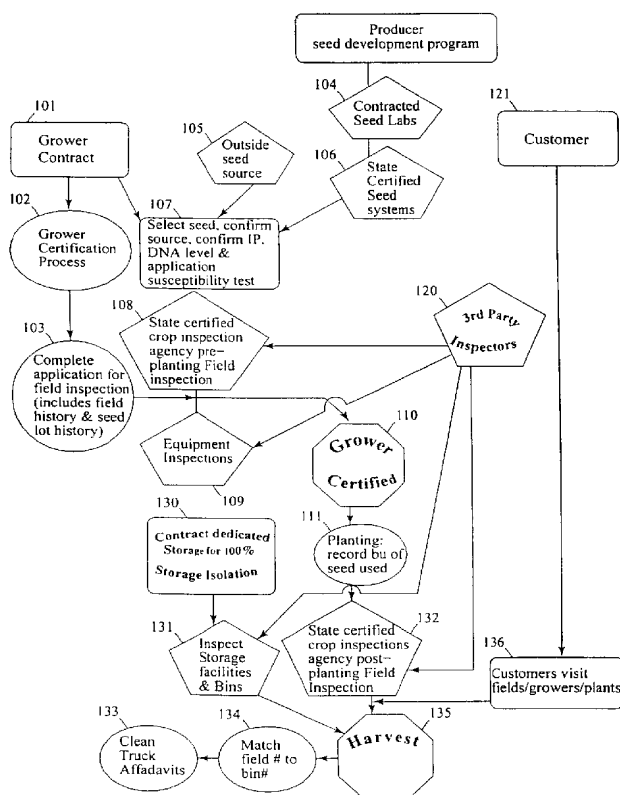 Producer
seed development program
104
Contracted
Seed Labs
121
Customer
101
Grower
Contract
105
Outside
seed
source
106
State
Certified
Seed
systems
102
Grower
Certification
Process
107
Select seed, confirm
source, confirm IP,
DNA level &
application
susceptibility test
108
State certified
crop inspection
agency pre-
planting Field
inspection
120
3rd Party
Inspectors
103
Complete
application for
field inspection
(includes field
history & seed
lot history)
Equipment
Inspections
109
110
Grower
Certified
130
Contract dedicated
Storage for 100%
Storage Isolation
111
Planting:
record bu of
seed used
131
Inspect
Storage
facilities
& Bins
132
State certified
crop inspections
agency post-
planting Field
Inspection
136
Customers visit
fields/growers/plants
133
Clean
Truck
Affadavits
134
Match
field # to
bin#
135
Harvest